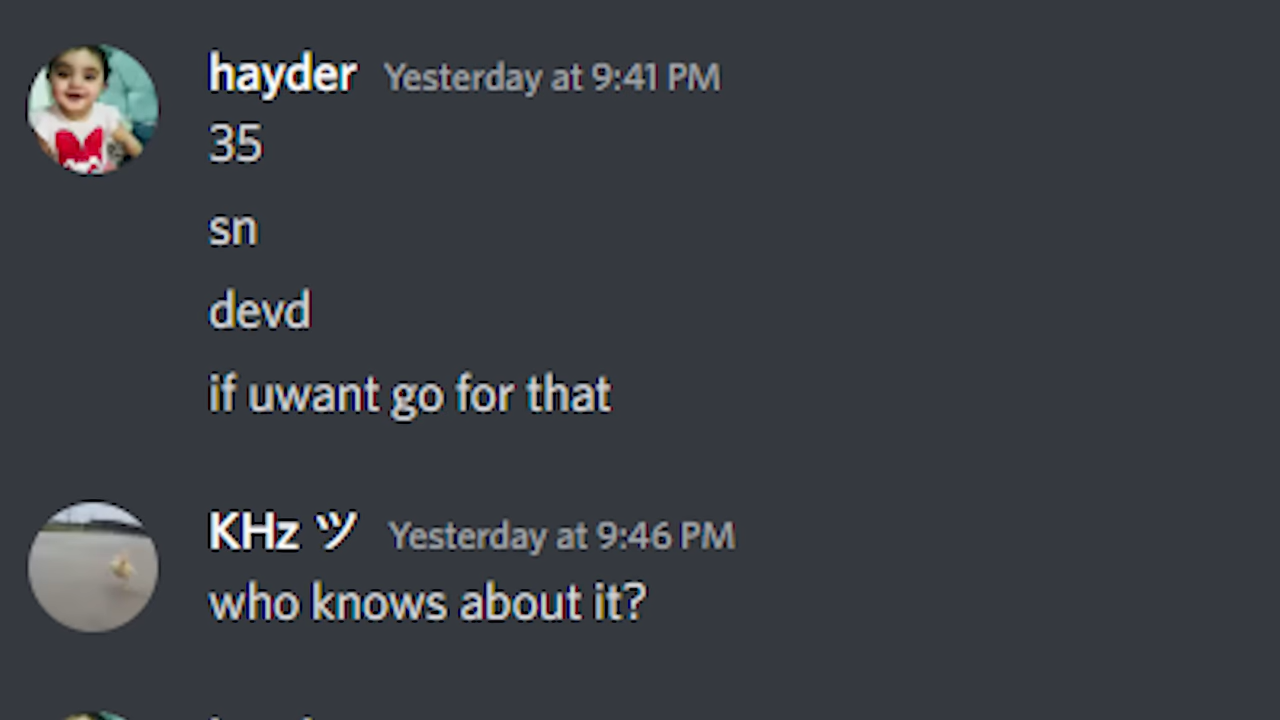 hayder Yesterday at 9:41 PM
35
sn
devd
if uwant go for that
KHz ツ Yesterday at 9:46 PM
who knows about it?